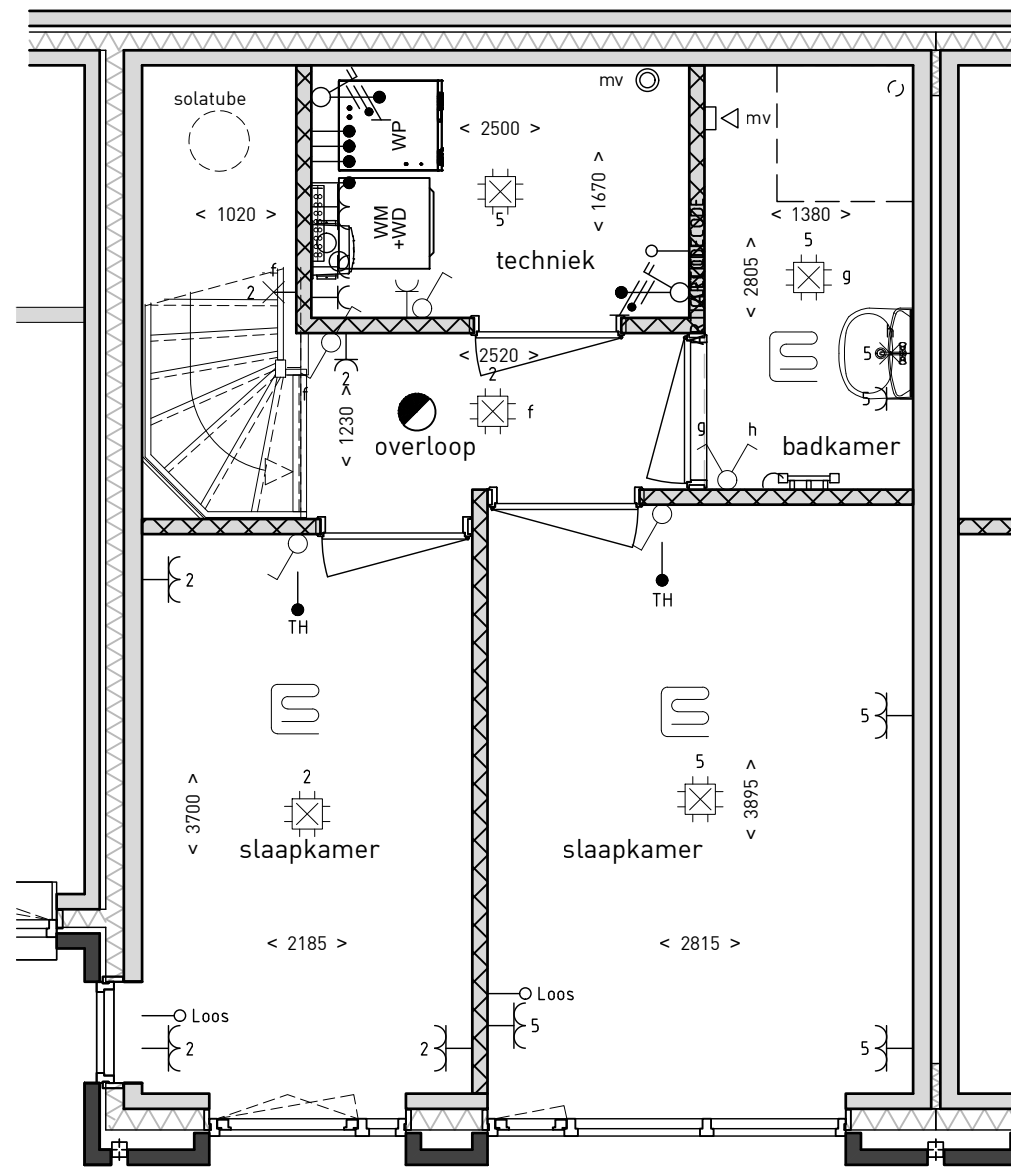 solatube
< 1020 >
WP
WM
+WD
< 2500 >
< 1670 >
5
techniek
mv
mv
< 1380 >
5
g
< 2805 >
5
5
badkamer
g
h
f
2
f
2
< 2520 >
2
f
< 1230 >
overloop
2
TH
2
< 3700 >
slaapkamer
< 2185 >
Loos
2
2
TH
5
5
< 3895 >
slaapkamer
< 2815 >
Loos
5
5